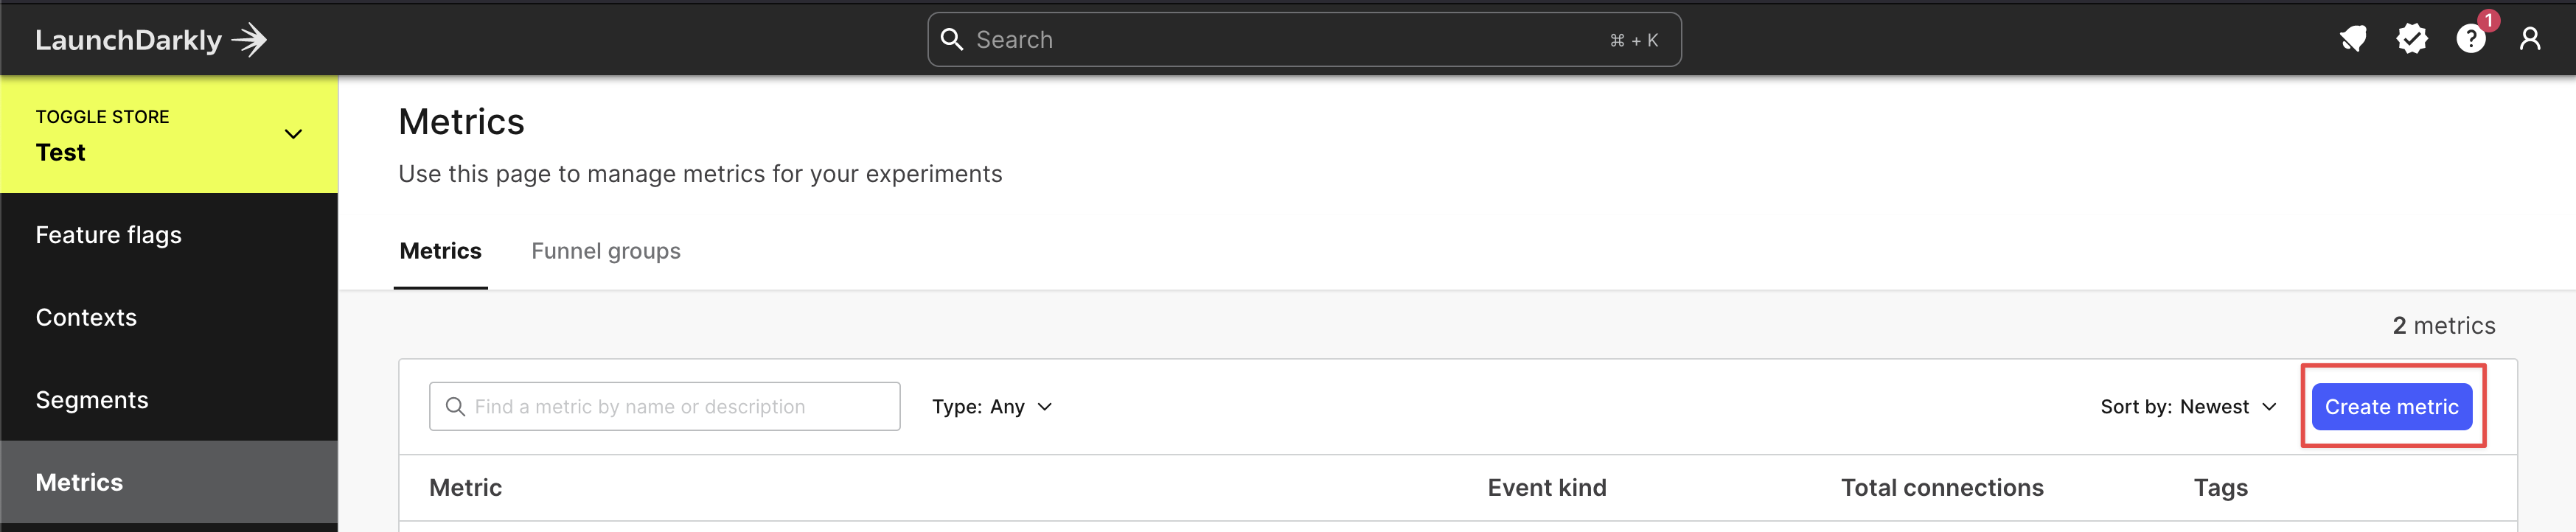 LaunchDarkly
Search
⌘ + K
1
TOGGLE STORE
Test
Feature flags
Contexts
Segments
Metrics
Metrics
Use this page to manage metrics for your experiments
Metrics
Funnel groups
2 metrics
Find a metric by name or description
Type: Any
Sort by: Newest
Create metric
Metric
Event kind
Total connections
Tags